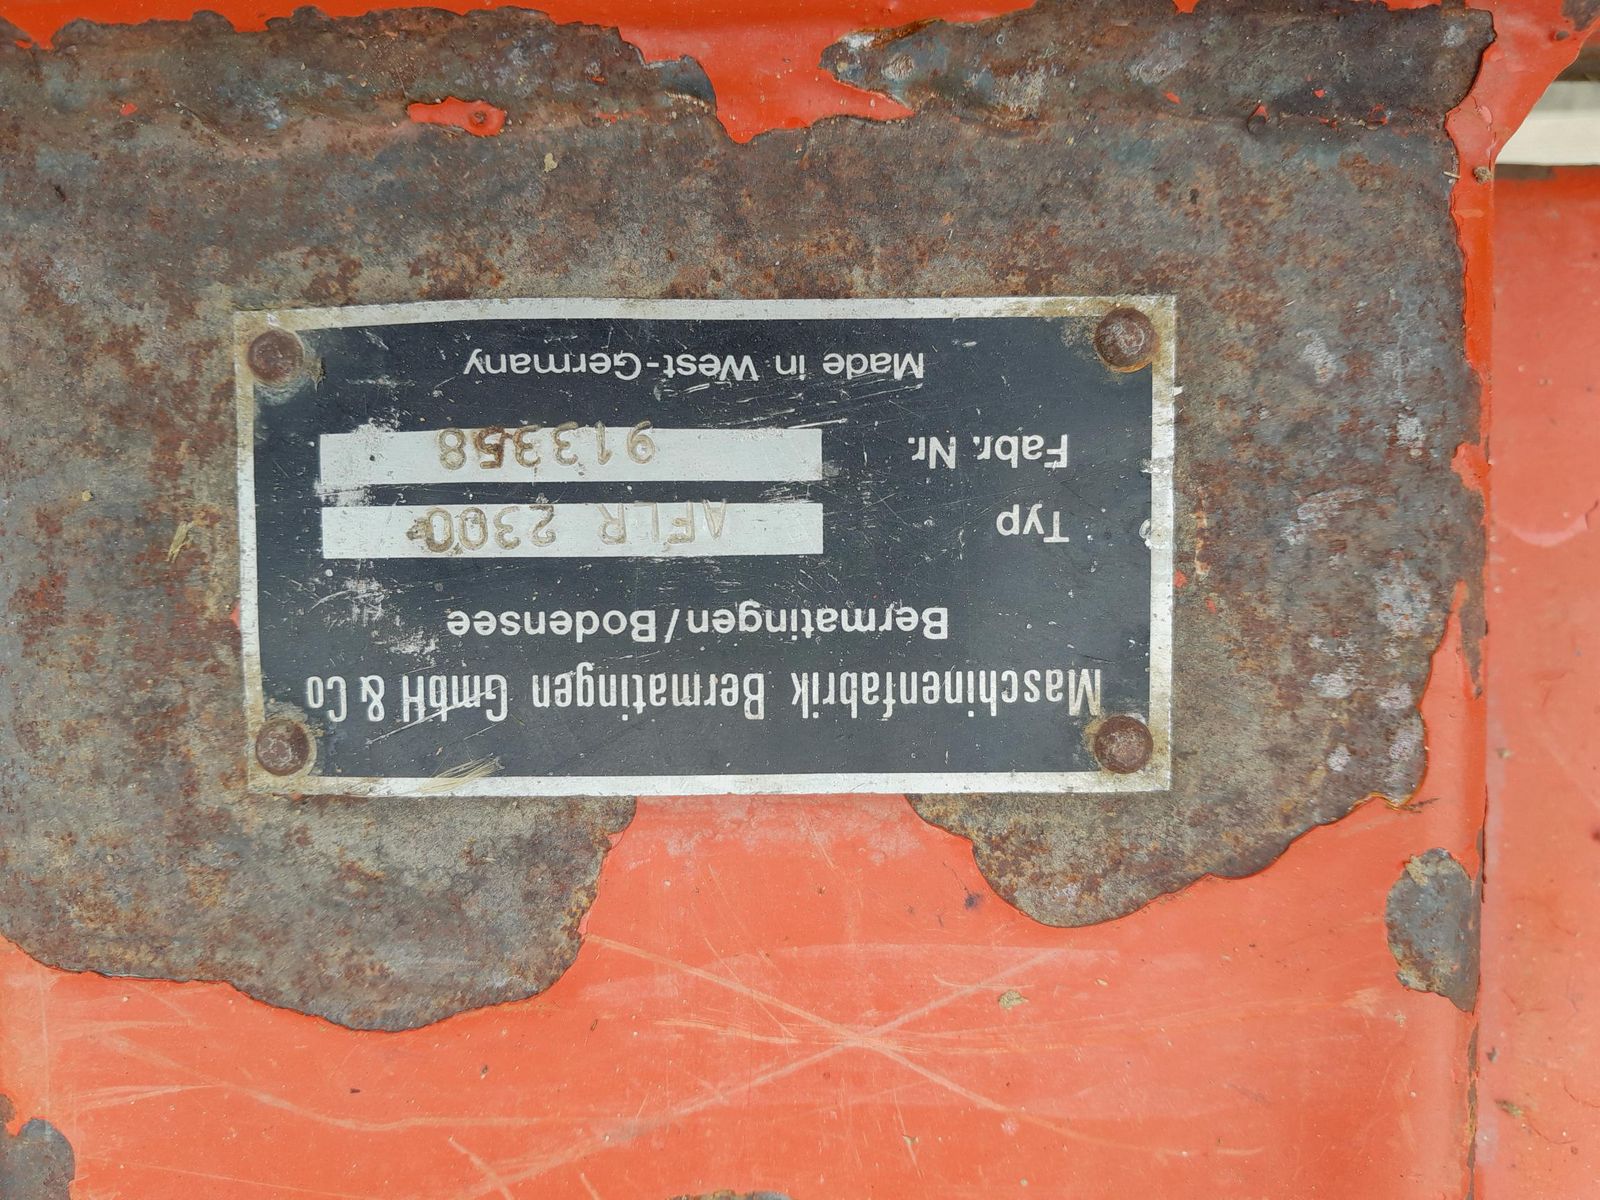 Maschinenfabrik Bermatingen GmbH & Co
Bermatingen/Bodensee
Typ AFLR 2300
Fabr. Nr. 913358
Made in West-Germany